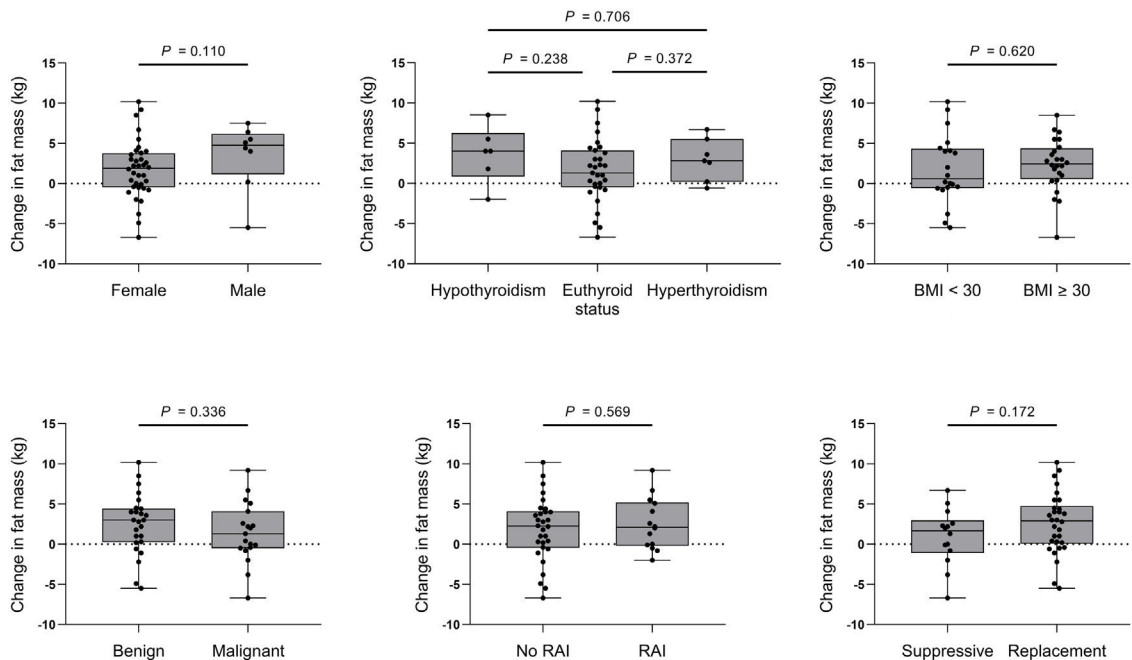 P = 0.110
Change in fat mass (kg)
15
10
5
0
-5
-10
Female Male
P = 0.706
P = 0.238 P = 0.372
Change in fat mass (kg)
15
10
5
0
-5
-10
Hypothyroidism Euthyroid Hyperthyroidism
status
P = 0.620
Change in fat mass (kg)
15
10
5
0
-5
-10
BMI < 30 BMI ≥ 30
P = 0.336
Change in fat mass (kg)
15
10
5
0
-5
-10
Benign Malignant
P = 0.569
Change in fat mass (kg)
15
10
5
0
-5
-10
No RAI RAI
P = 0.172
Change in fat mass (kg)
15
10
5
0
-5
-10
Suppressive Replacement